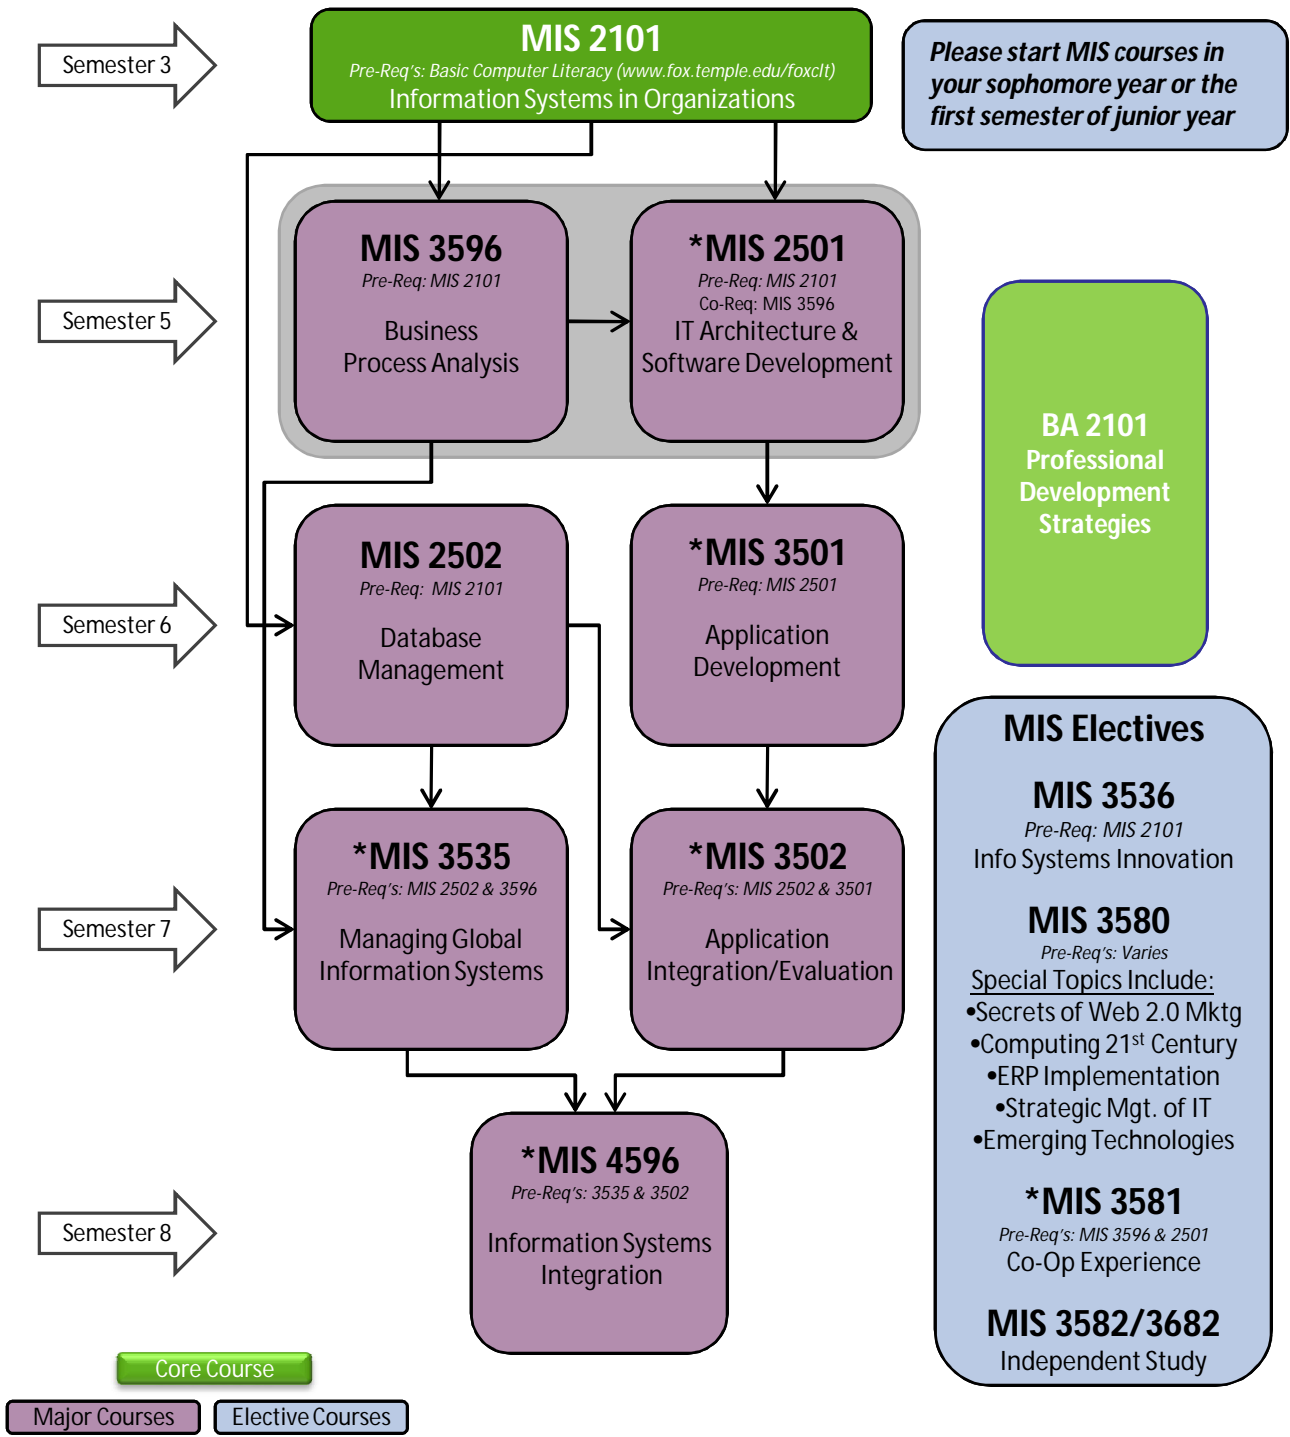 Semester 3
MIS 2101
Pre-Req's: Basic Computer Literacy (www.fox.temple.edu/foxclt)
Information Systems in Organizations
Please start MIS courses in
your sophomore year or the
first semester of junior year
Semester 5
MIS 3596
Pre-Req: MIS 2101
Business
Process Analysis
*MIS 2501
Pre-Req: MIS 2101
Co-Req: MIS 3596
IT Architecture &
Software Development
BA 2101
Professional
Development
Strategies
Semester 6
MIS 2502
Pre-Req: MIS 2101
Database
Management
*MIS 3501
Pre-Req: MIS 2501
Application
Development
Semester 7
*MIS 3535
Pre-Req's: MIS 2502 & 3596
Managing Global
Information Systems
*MIS 3502
Pre-Req's: MIS 2502 & 3501
Application
Integration/Evaluation
Semester 8
*MIS 4596
Pre-Req's: 3535 & 3502
Information Systems
Integration
MIS Electives
MIS 3536
Pre-Req: MIS 2101
Info Systems Innovation
MIS 3580
Pre-Req's: Varies
Special Topics Include:
•Secrets of Web 2.0 Mktg
•Computing 21st Century
•ERP Implementation
•Strategic Mgt. of IT
•Emerging Technologies
*MIS 3581
Pre-Req's: MIS 3596 & 2501
Co-Op Experience
MIS 3582/3682
Independent Study
Core Course
Major Courses
Elective Courses